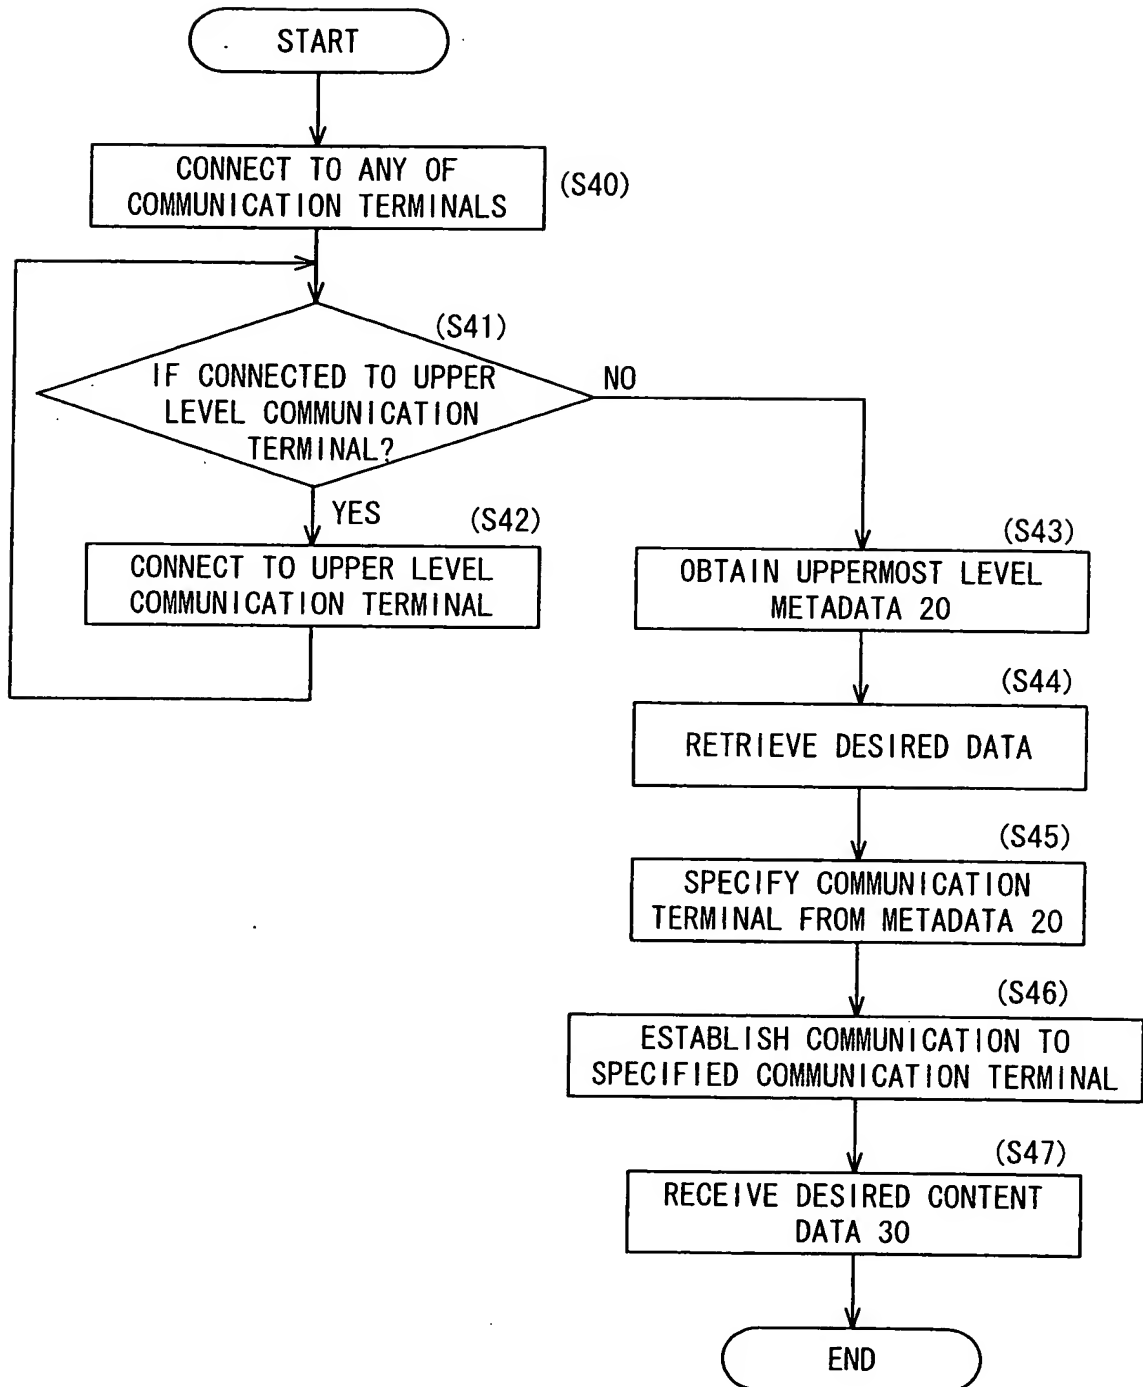 START
CONNECT TO ANY OF
COMMUNICATION TERMINALS
(S40)
(S41)
IF CONNECTED TO UPPER
LEVEL COMMUNICATION
TERMINAL?
NO
YES
(S42)
CONNECT TO UPPER LEVEL
COMMUNICATION TERMINAL
(S43)
OBTAIN UPPERMOST LEVEL
METADATA 20
(S44)
RETRIEVE DESIRED DATA
(S45)
SPECIFY COMMUNICATION
TERMINAL FROM METADATA 20
(S46)
ESTABLISH COMMUNICATION TO
SPECIFIED COMMUNICATION TERMINAL
(S47)
RECEIVE DESIRED CONTENT
DATA 30
END